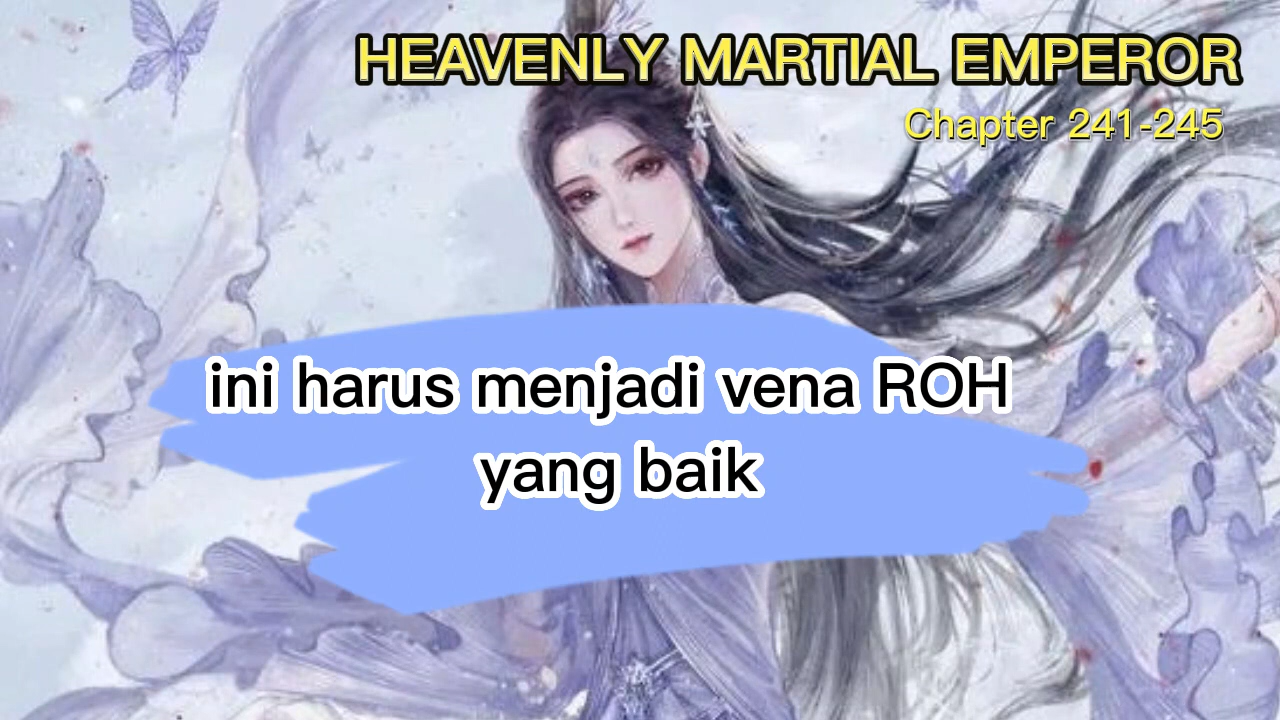 HEAVENLY MARTIAL EMPEROR
Chapter 241-245
ini harus menjadi vena ROH
yang baik